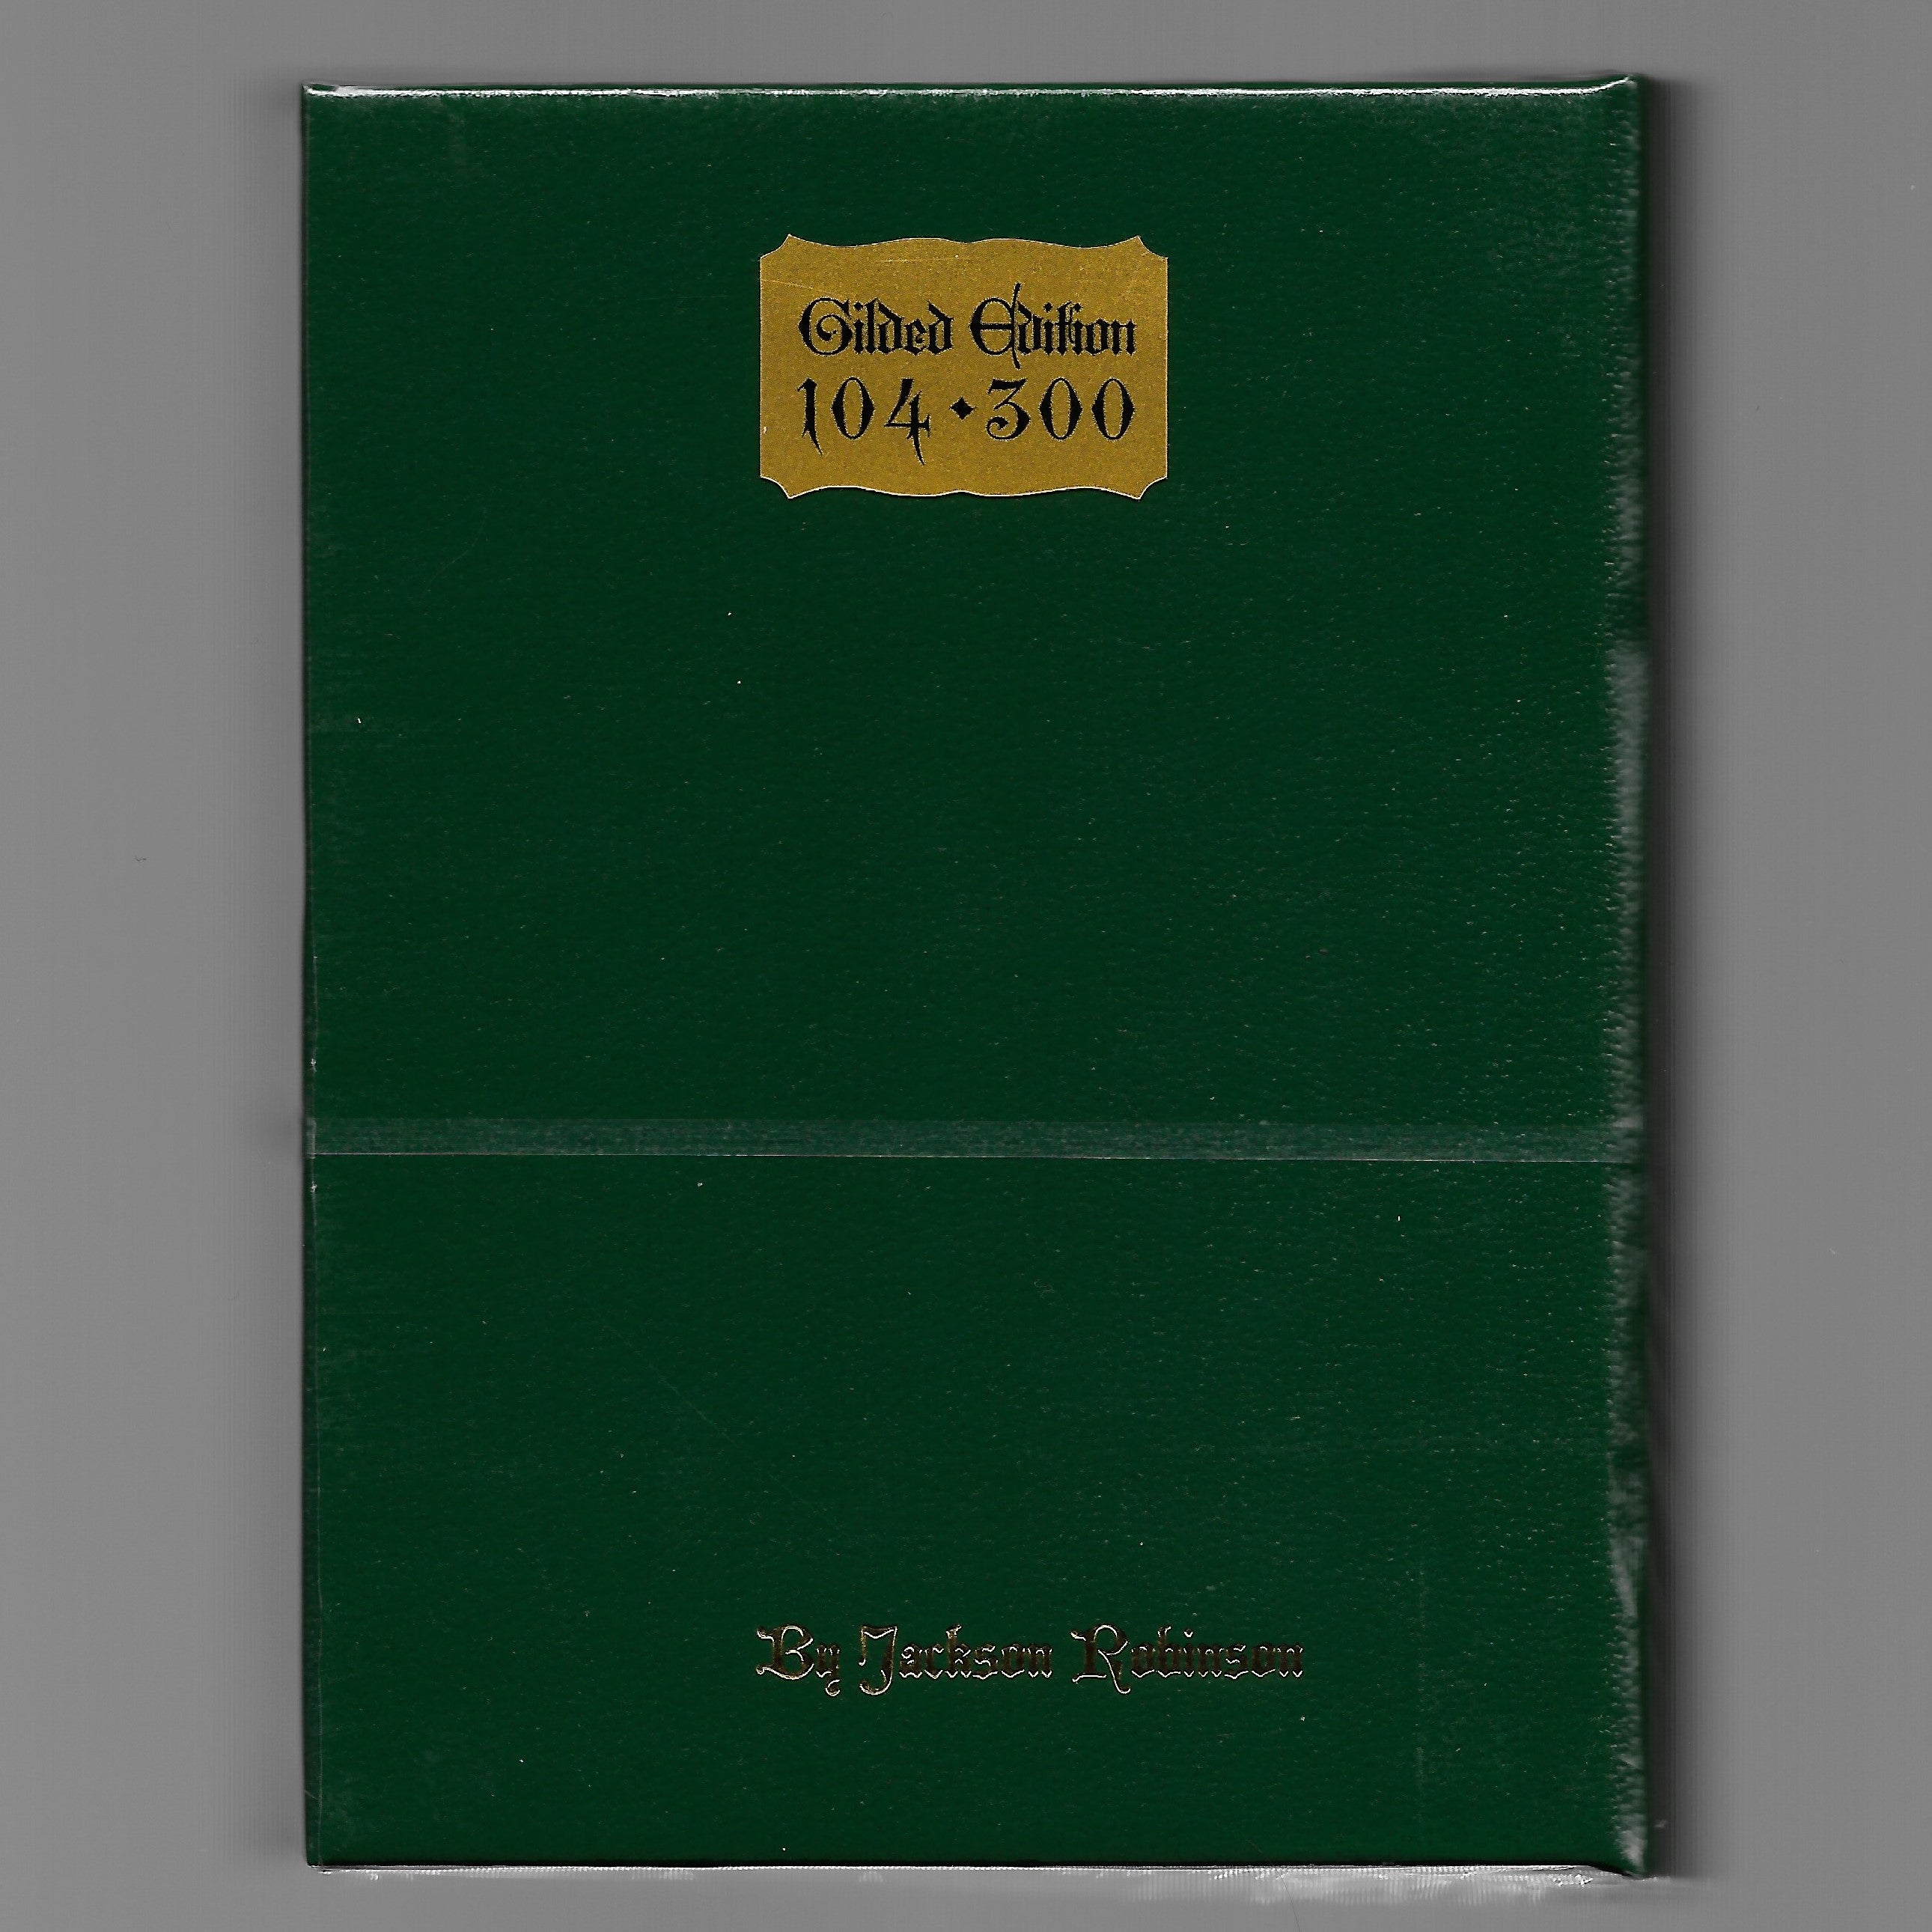 Gilded Edition
104 • 300
By Jackson Robinson